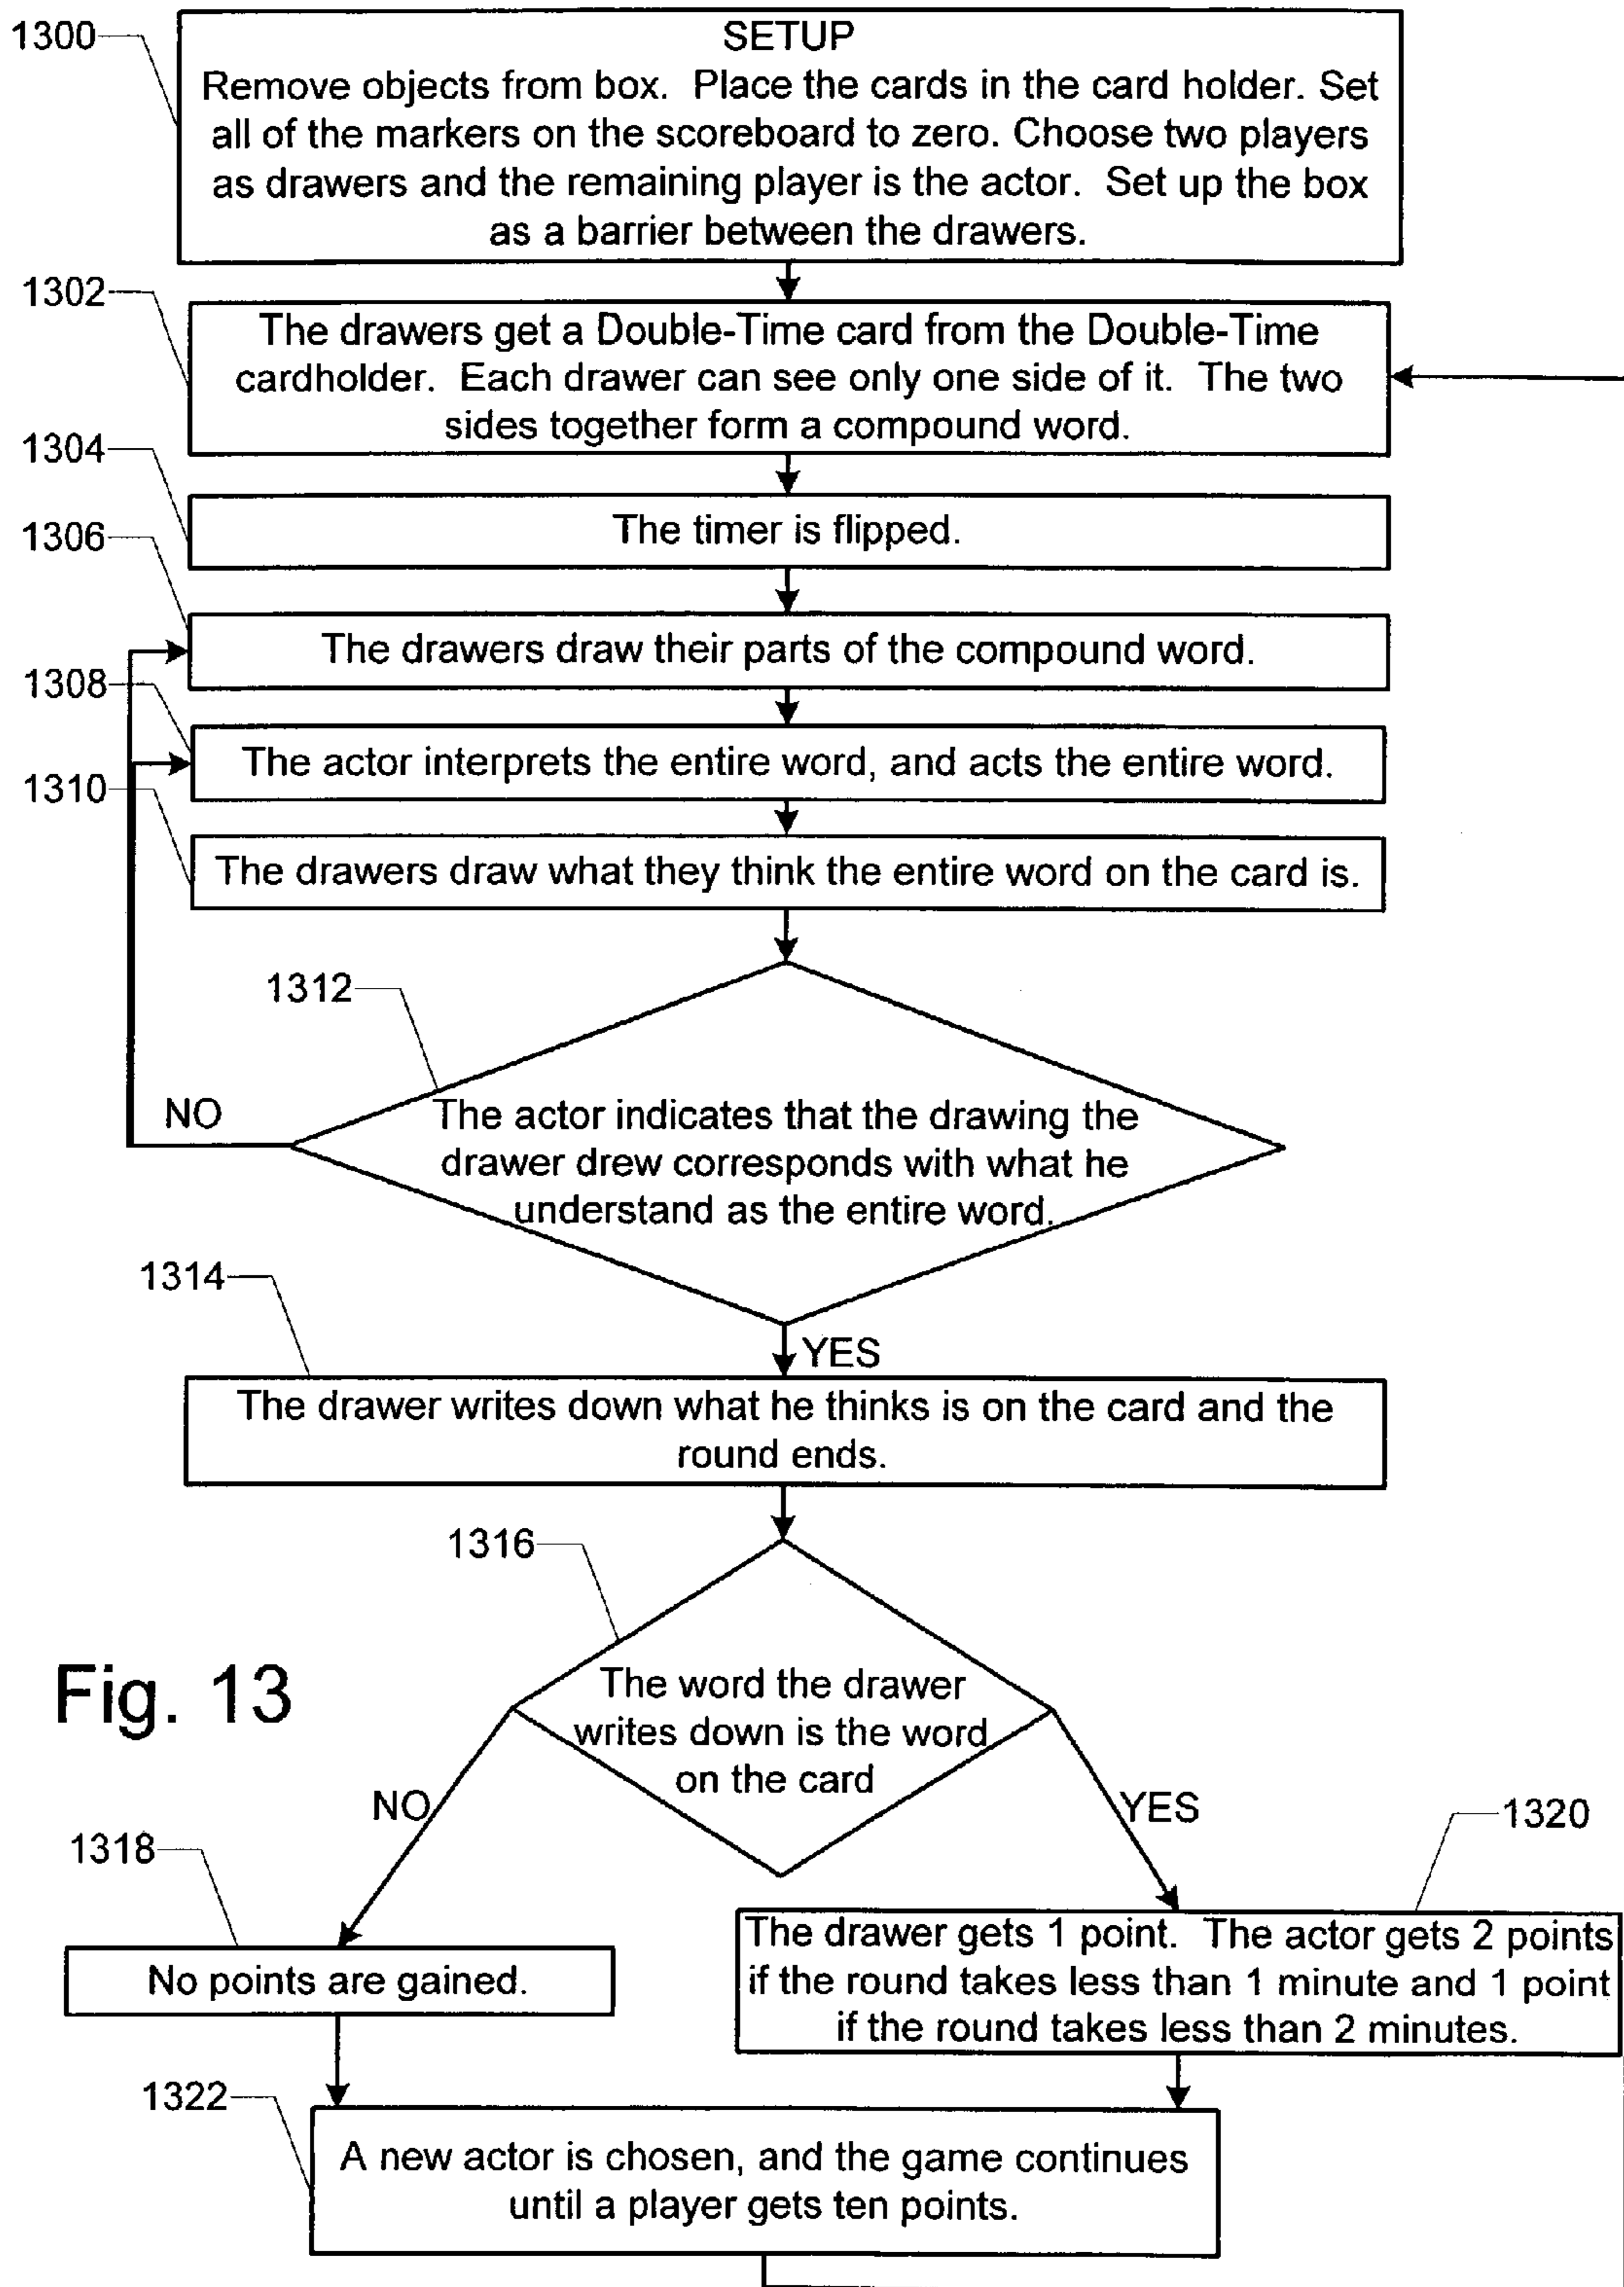 1300
SETUP
Remove objects from box. Place the cards in the card holder. Set
all of the markers on the scoreboard to zero. Choose two players
as drawers and the remaining player is the actor. Set up the box
as a barrier between the drawers.
1302
The drawers get a Double-Time card from the Double-Time
cardholder. Each drawer can see only one side of it. The two
sides together form a compound word.
1304
The timer is flipped.
1306
The drawers draw their parts of the compound word.
1308
The actor interprets the entire word, and acts the entire word.
1310
The drawers draw what they think the entire word on the card is.
1312
The actor indicates that the drawing the
drawer drew corresponds with what he
understand as the entire word.
NO
YES
1314
The drawer writes down what he thinks is on the card and the
round ends.
1316
The word the drawer
writes down is the word
on the card
Fig. 13
NO
YES
1318
No points are gained.
1320
The drawer gets 1 point. The actor gets 2 points
if the round takes less than 1 minute and 1 point
if the round takes less than 2 minutes.
1322
A new actor is chosen, and the game continues
until a player gets ten points.